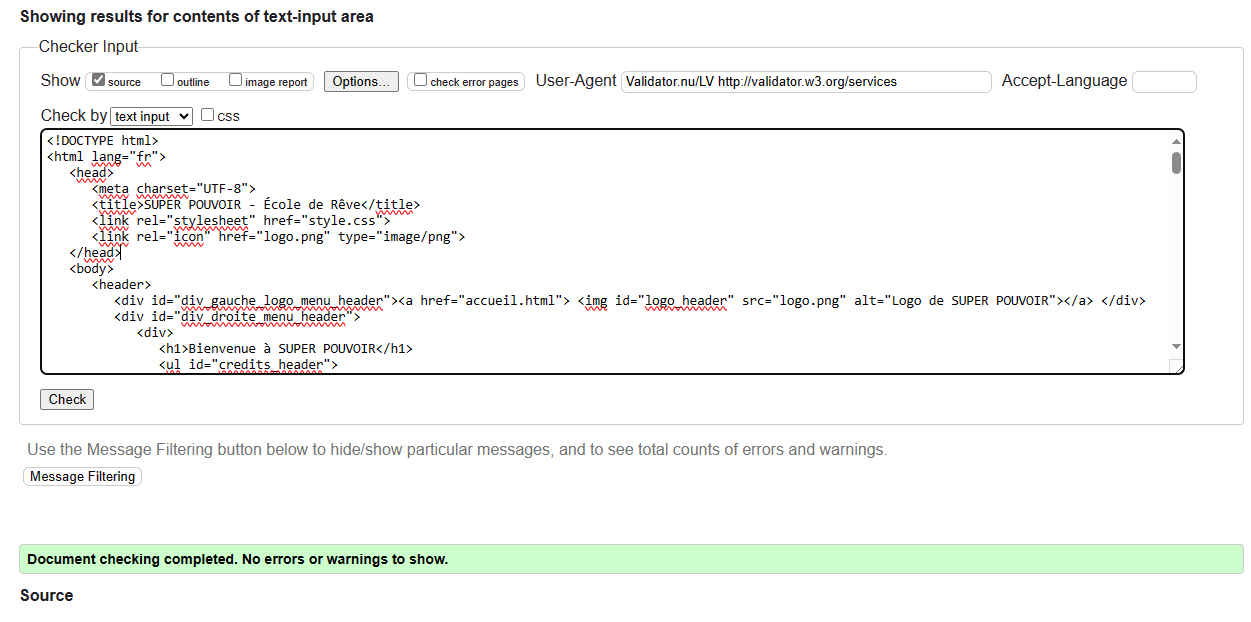 Showing results for contents of text-input area
Checker Input
Show source outline image report Options... check error pages User-Agent Validator.nu/LV http://validator.w3.org/services Accept-Language
Check by text input css
<!DOCTYPE html>
<html lang="fr">
<head>
<meta charset="UTF-8">
<title>SUPER POUVOIR - École de Rêve</title>
<link rel="stylesheet" href="style.css">
<link rel="icon" href="logo.png" type="image/png">
</head>
<body>
<header>
<div id="div_gauche_logo_menu_header"><a href="accueil.html"> <img id="logo_header" src="logo.png" alt="Logo de SUPER POUVOIR"></a> </div>
<div id="div_droite_menu_header">
<div>
<h1>Bienvenue à SUPER POUVOIR</h1>
<ul id="credits_header">
Check
Use the Message Filtering button below to hide/show particular messages, and to see total counts of errors and warnings.
Message Filtering
Document checking completed. No errors or warnings to show.
Source